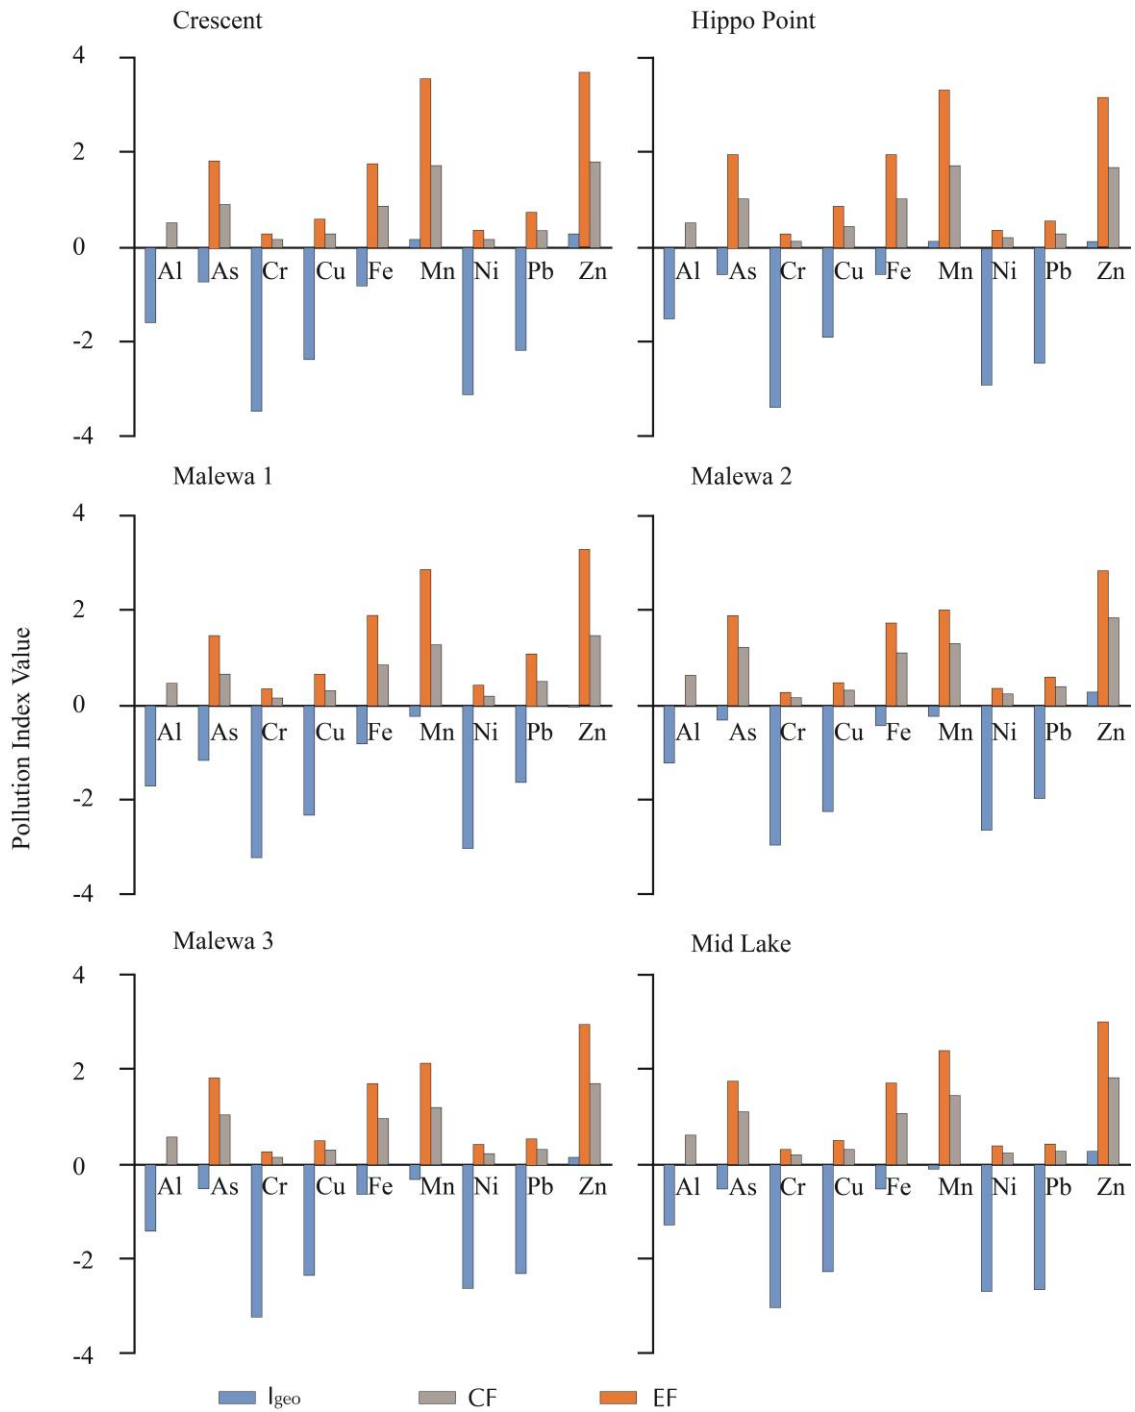 Crescent
Hippo Point
4
2
0
-2
-4
Al As Cr Cu Fe Mn Ni Pb Zn
Al As Cr Cu Fe Mn Ni Pb Zn
Malewa 1
Malewa 2
4
2
0
-2
-4
Al As Cr Cu Fe Mn Ni Pb Zn
Al As Cr Cu Fe Mn Ni Pb Zn
Pollution Index Value
Malewa 3
Mid Lake
4
2
0
-2
-4
Al As Cr Cu Fe Mn Ni Pb Zn
Al As Cr Cu Fe Mn Ni Pb Zn
Igeo CF EF